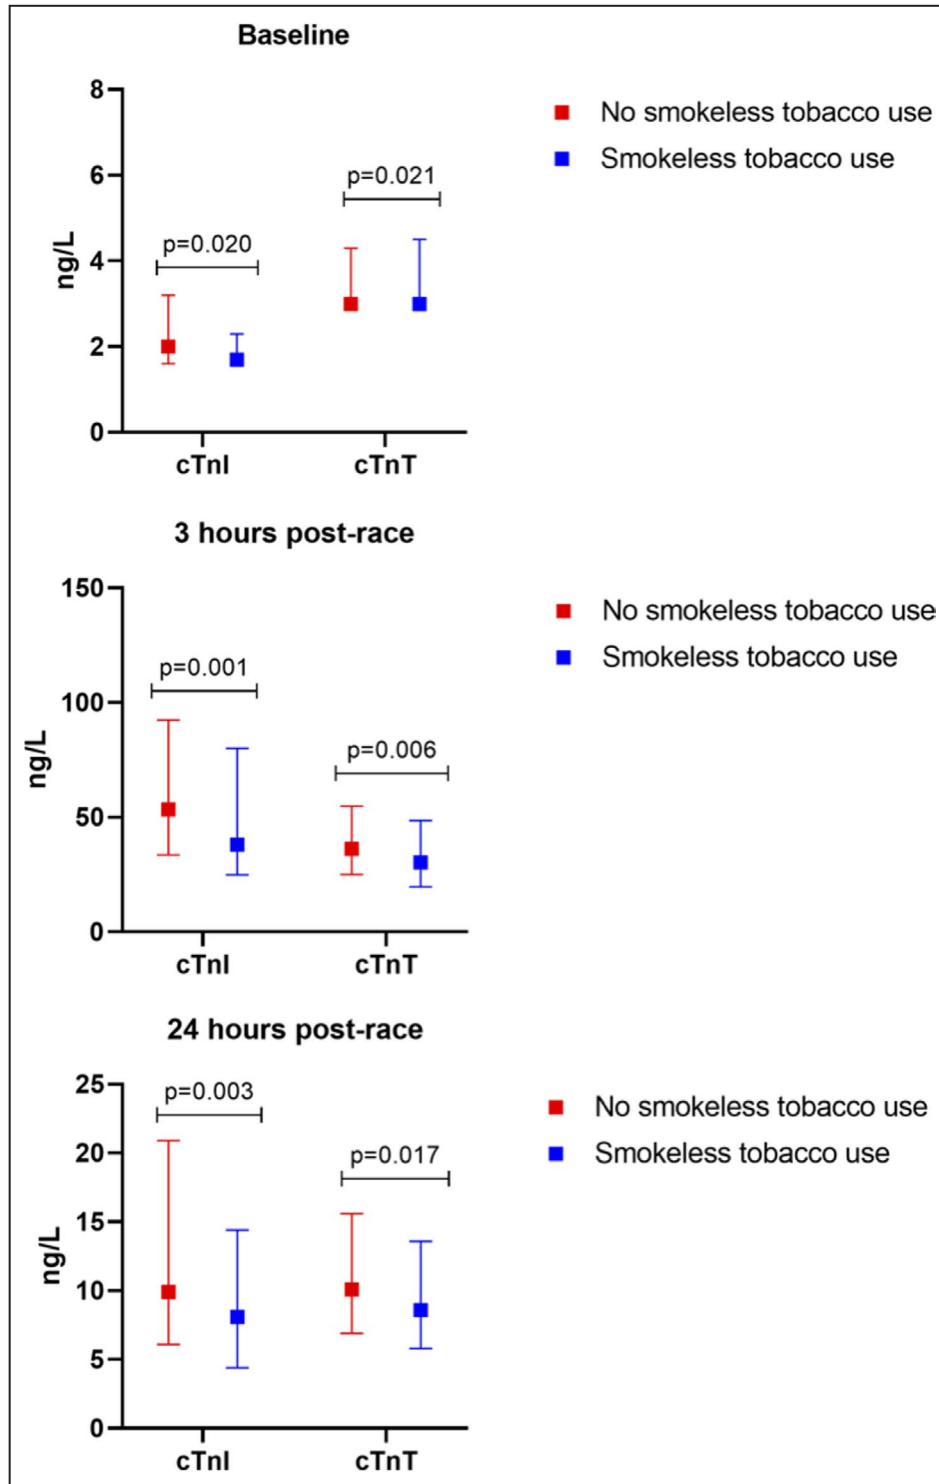 Baseline
8
6
4
2
0
ng/L
p=0.020
p=0.021
cTnI
cTnT
No smokeless tobacco use
Smokeless tobacco use
3 hours post-race
150
100
50
0
ng/L
p=0.001
p=0.006
cTnI
cTnT
No smokeless tobacco use
Smokeless tobacco use
24 hours post-race
25
20
15
10
5
0
ng/L
p=0.003
p=0.017
cTnI
cTnT
No smokeless tobacco use
Smokeless tobacco use